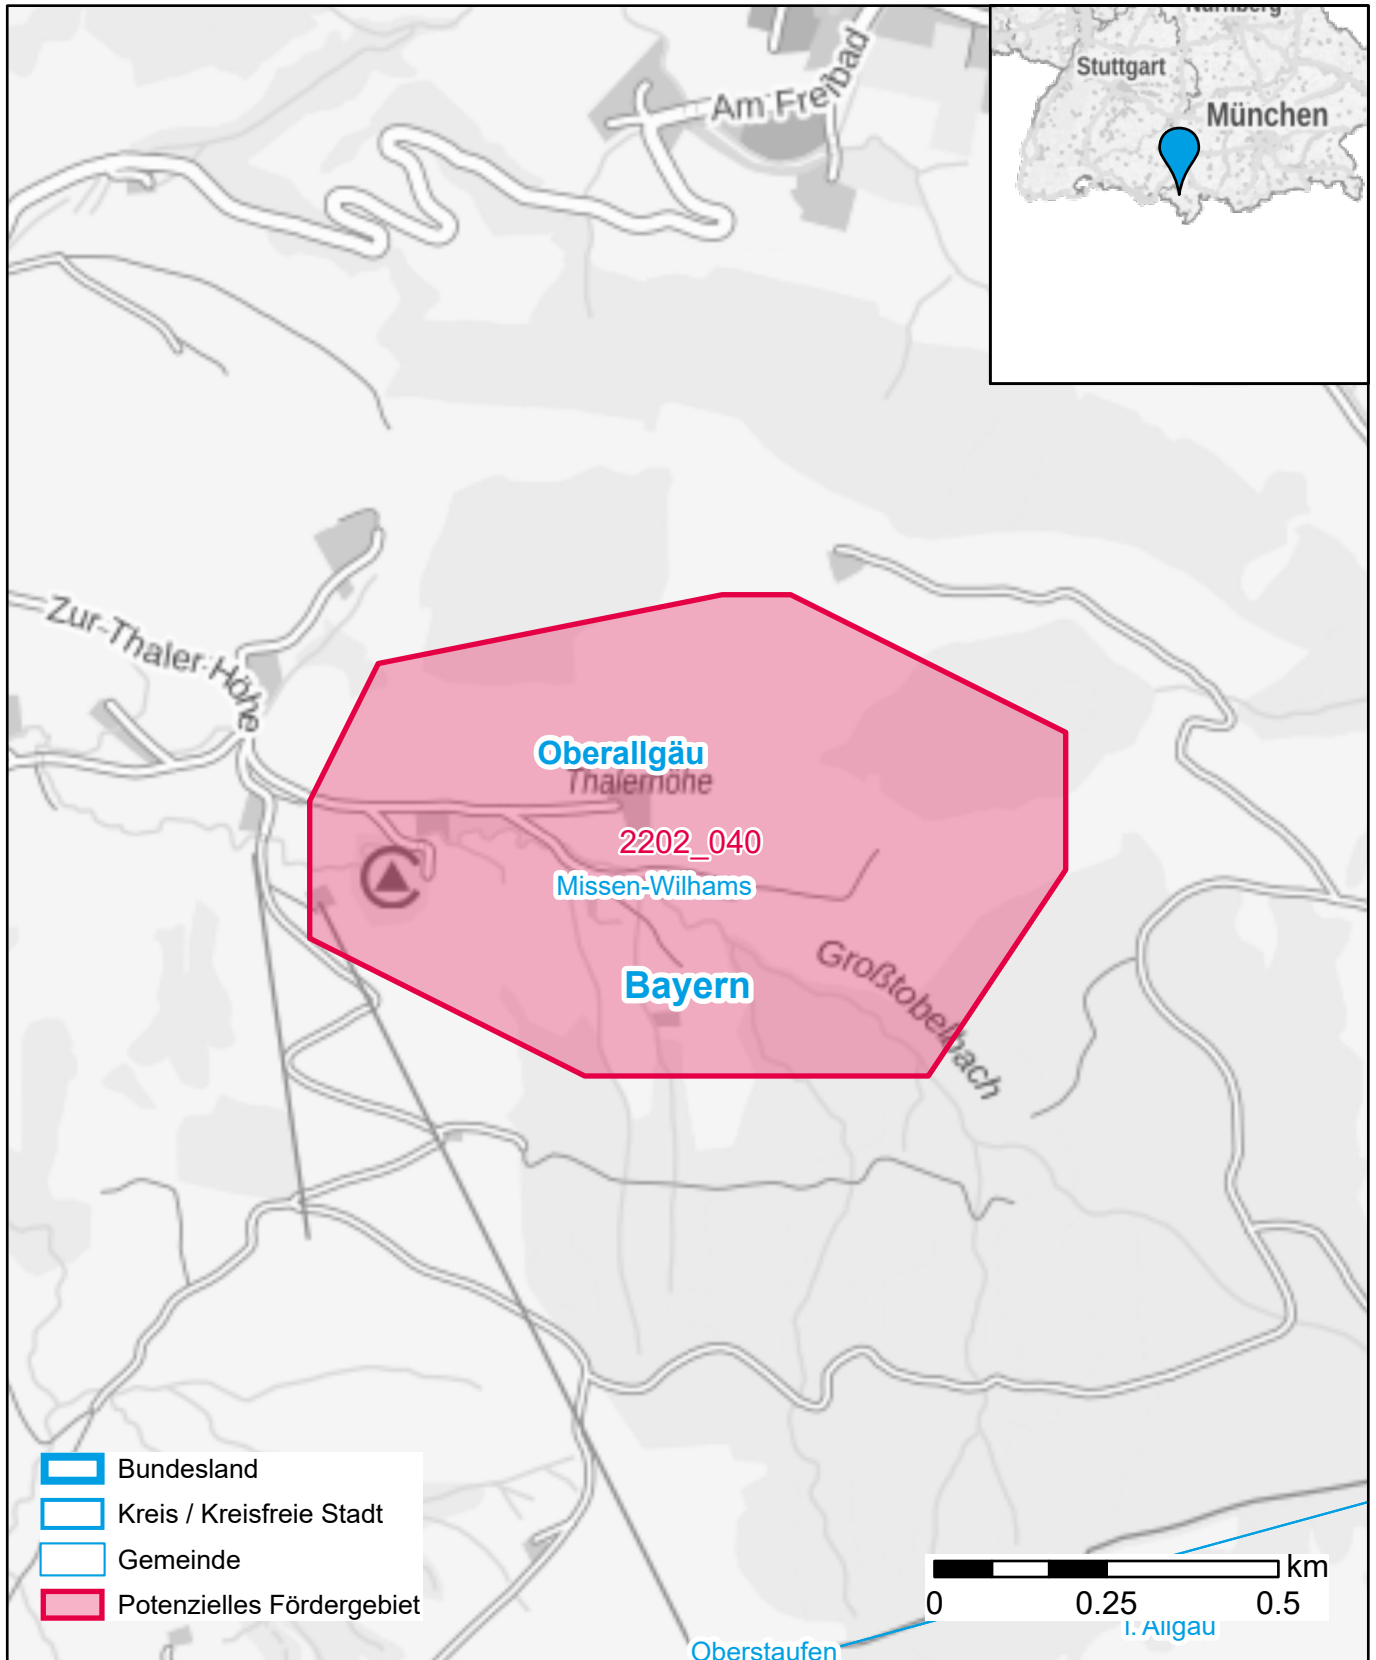 Nürnberg
Stuttgart
München
Am Freibad
Zur-Thaler-Höhe
Oberallgäu
Thalerhöhe
2202_040
Missen-Wilhams
Bayern
Großtobelbach
Bundesland
Kreis / Kreisfreie Stadt
Gemeinde
Potenzielles Fördergebiet
km
0 0.25 0.5
i. Allgäu
Oberstaufen